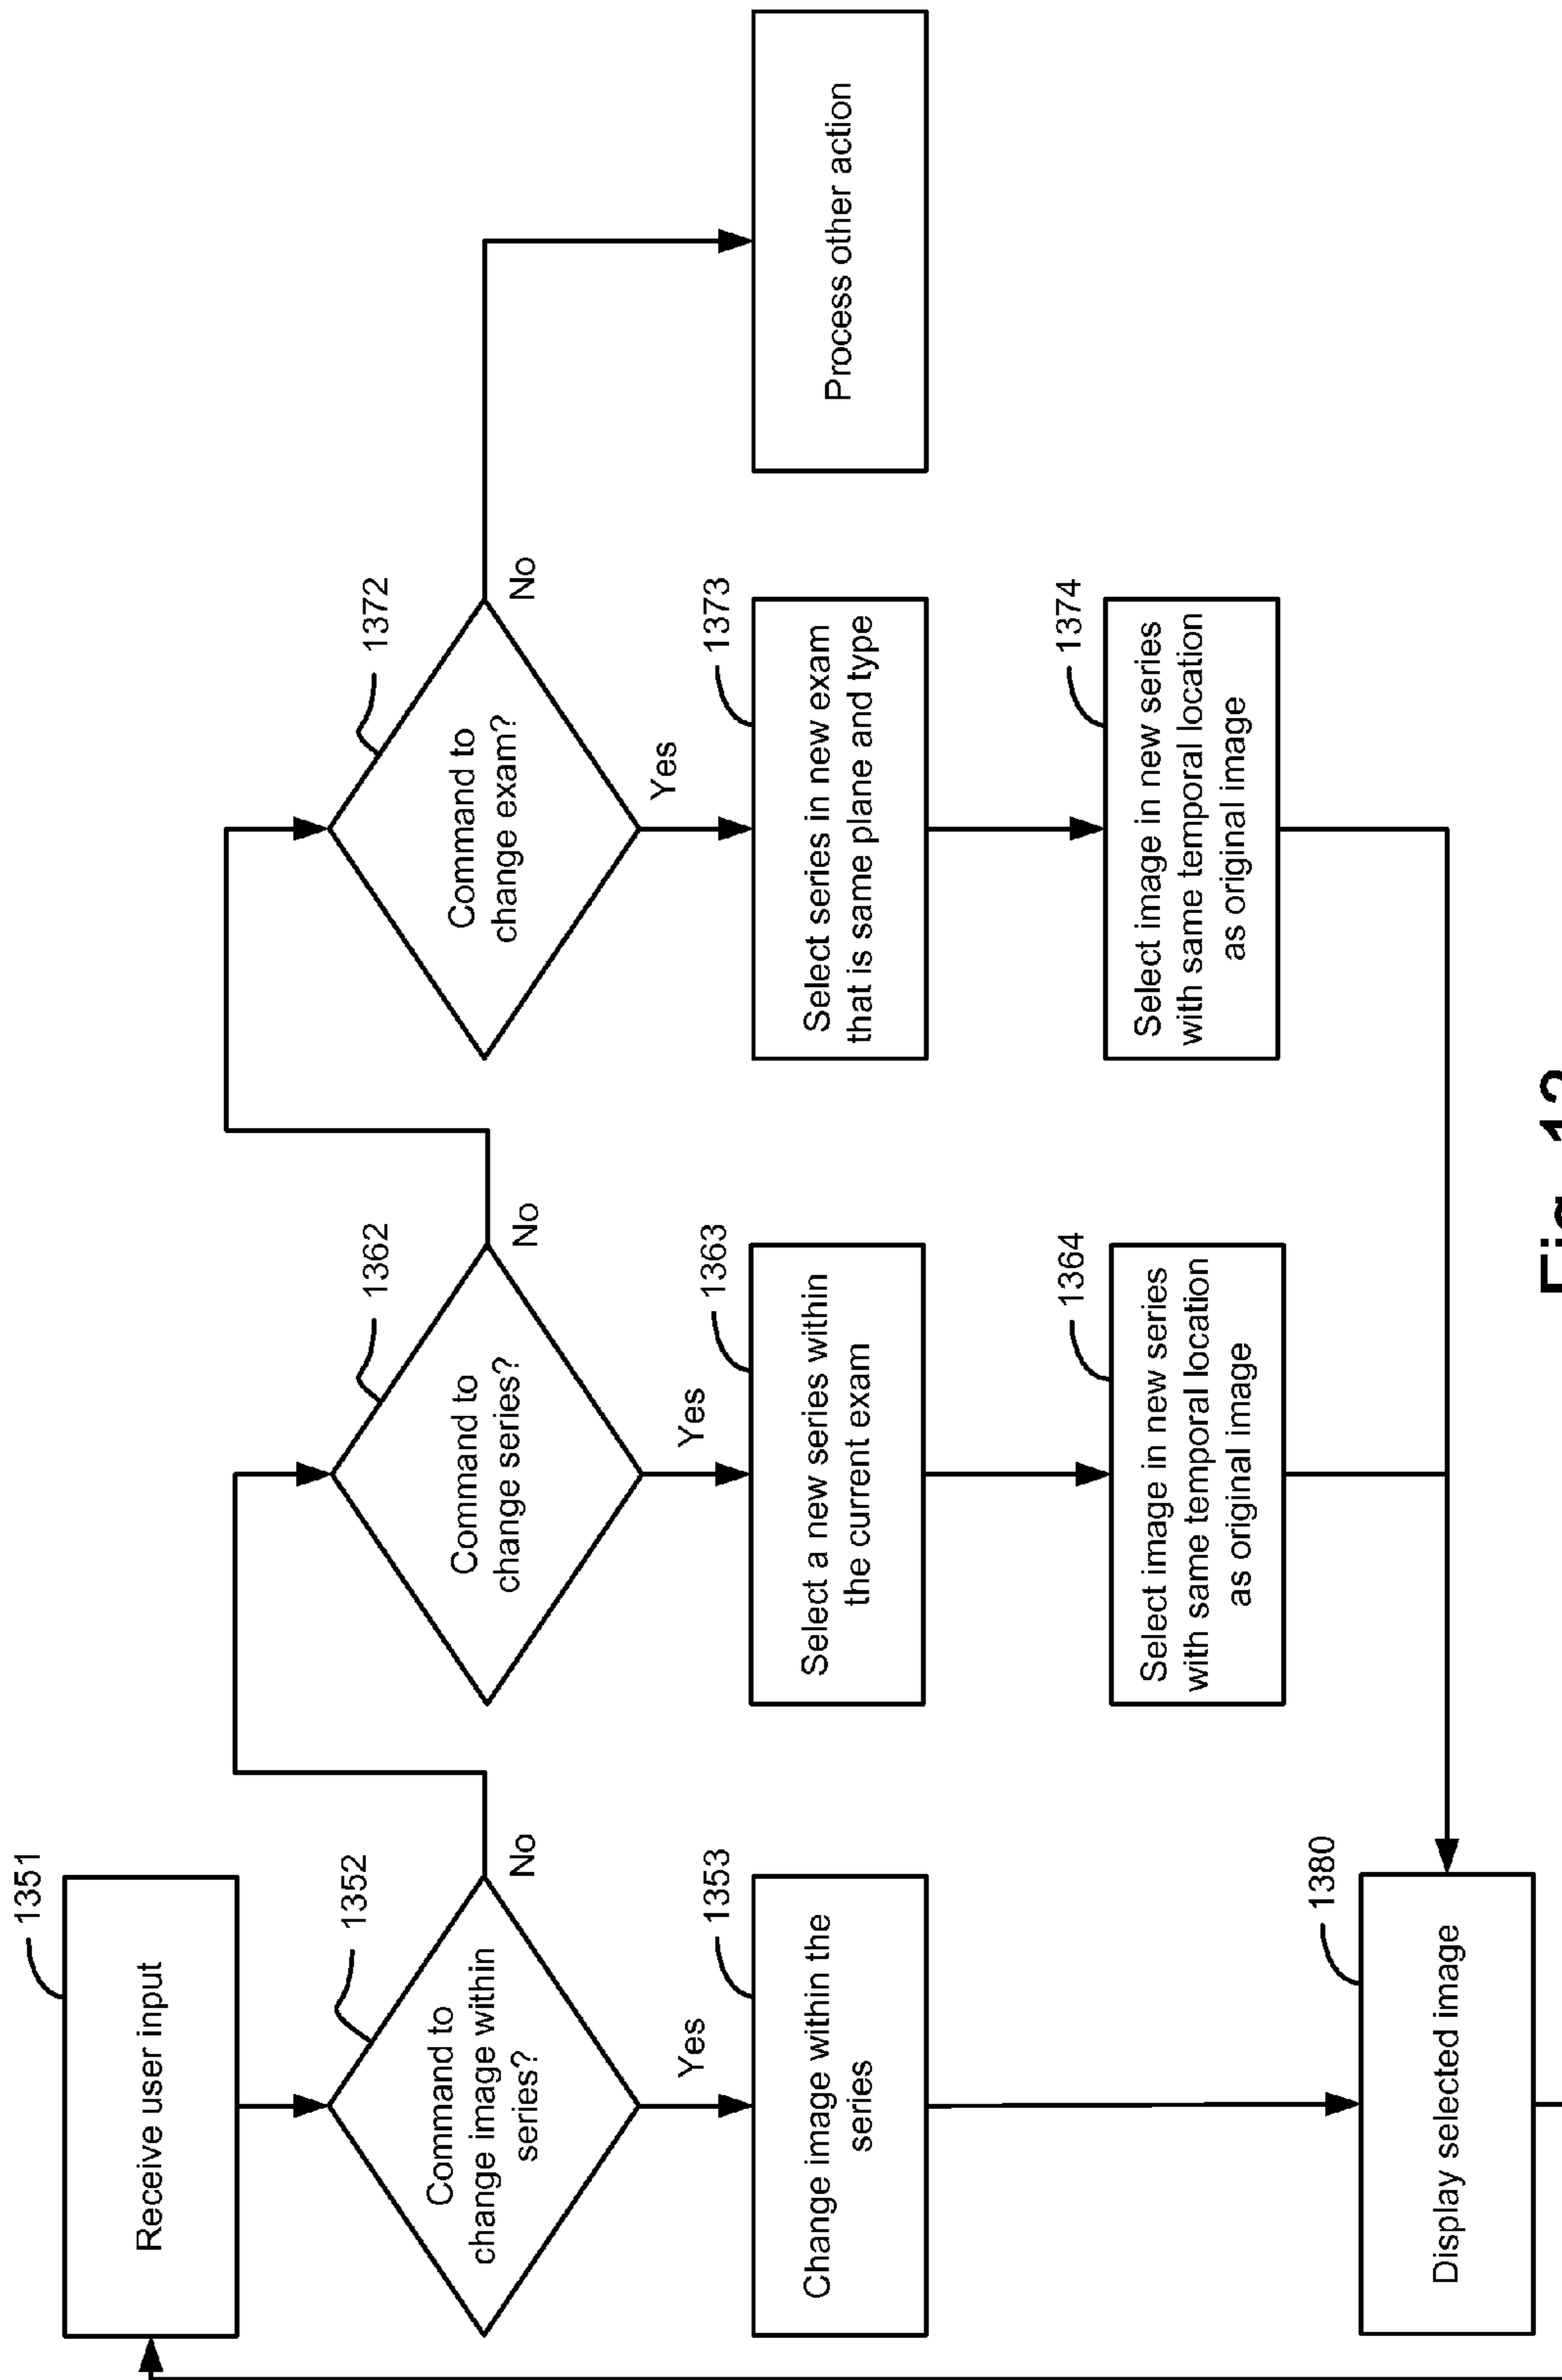 1351
Receive user input
1352
Command to
change image within
series?
No
Yes
1353
Change image within the
series
1362
Command to
change series?
No
Yes
1363
Select a new series within
the current exam
1364
Select image in new series
with same temporal location
as original image
1372
Command to
change exam?
No
Yes
1373
Select series in new exam
that is same plane and type
1374
Select image in new series
with same temporal location
as original image
Process other action
1380
Display selected image
Fig.